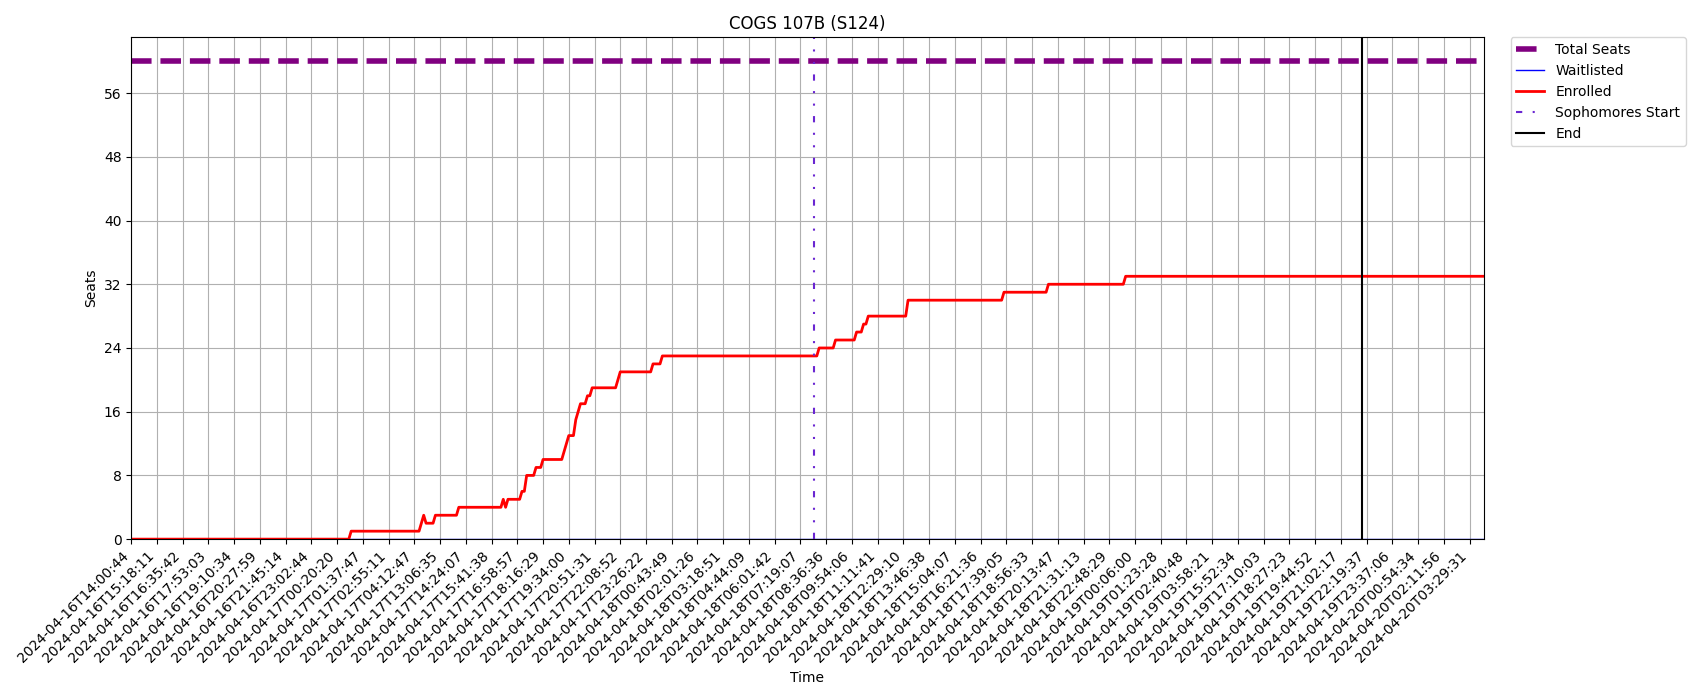 COGS 107B (S124)
Total Seats
Waitlisted
Enrolled
Sophomores Start
End
Seats
56
48
40
32
24
16
8
0
2024-04-16T14:00:44
2024-04-16T15:18:11
2024-04-16T16:35:42
2024-04-16T17:53:03
2024-04-16T19:10:34
2024-04-16T20:27:59
2024-04-16T21:45:14
2024-04-16T23:02:44
2024-04-17T00:20:20
2024-04-17T01:37:47
2024-04-17T02:55:11
2024-04-17T04:12:47
2024-04-17T13:06:35
2024-04-17T14:24:07
2024-04-17T15:41:38
2024-04-17T16:58:57
2024-04-17T18:16:29
2024-04-17T19:34:00
2024-04-17T20:51:31
2024-04-17T22:08:52
2024-04-17T23:26:22
2024-04-18T00:43:49
2024-04-18T02:01:26
2024-04-18T03:18:51
2024-04-18T04:44:09
2024-04-18T06:01:42
2024-04-18T07:19:07
2024-04-18T08:36:36
2024-04-18T09:54:06
2024-04-18T11:11:41
2024-04-18T12:29:10
2024-04-18T13:46:38
2024-04-18T15:04:07
2024-04-18T16:21:36
2024-04-18T17:39:05
2024-04-18T18:56:33
2024-04-18T20:13:47
2024-04-18T21:31:13
2024-04-18T22:48:29
2024-04-19T00:06:00
2024-04-19T01:23:28
2024-04-19T02:40:48
2024-04-19T03:58:21
2024-04-19T15:52:34
2024-04-19T17:10:03
2024-04-19T18:27:23
2024-04-19T19:44:52
2024-04-19T21:02:17
2024-04-19T22:19:37
2024-04-19T23:37:06
2024-04-20T00:54:34
2024-04-20T02:11:56
2024-04-20T03:29:31
Time